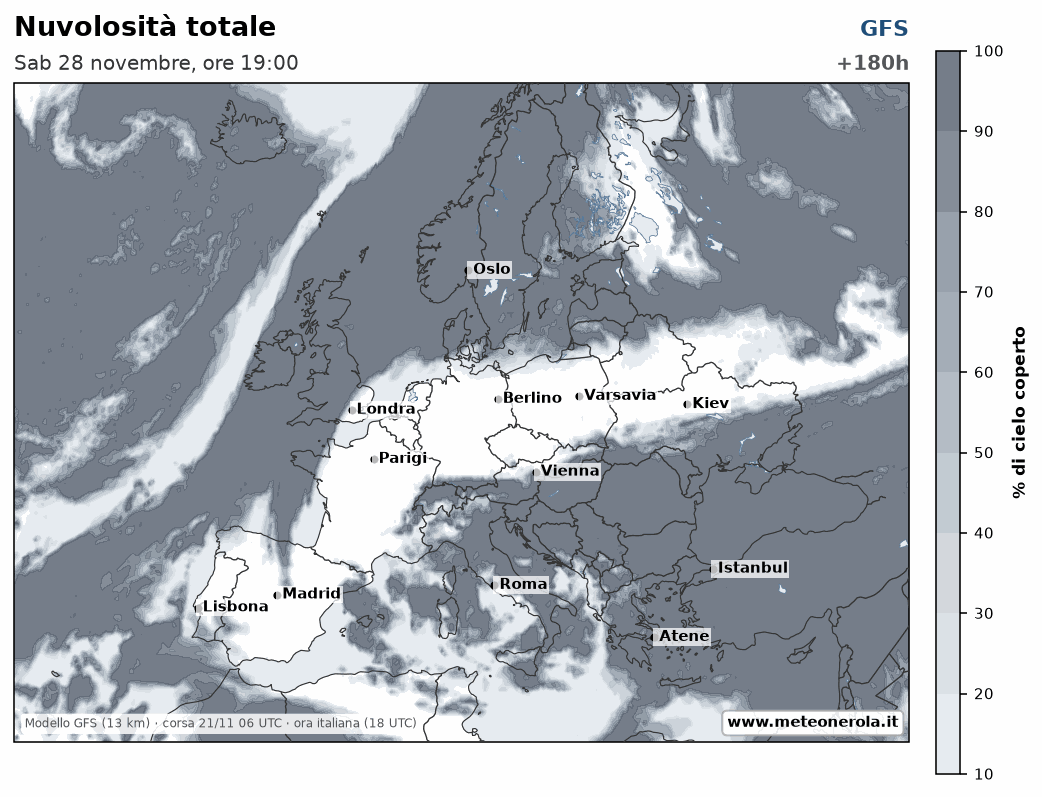 Nuvolosità totale
GFS
Sab 28 novembre, ore 19:00
+180h
100
90
80
70
60
50
40
30
20
10
% di cielo coperto
Oslo
Londra
Berlino
Varsavia
Kiev
Parigi
Vienna
Istanbul
Roma
Madrid
Lisbona
Atene
Modello GFS (13 km) · corsa 21/11 06 UTC · ora italiana (18 UTC)
www.meteonerola.it